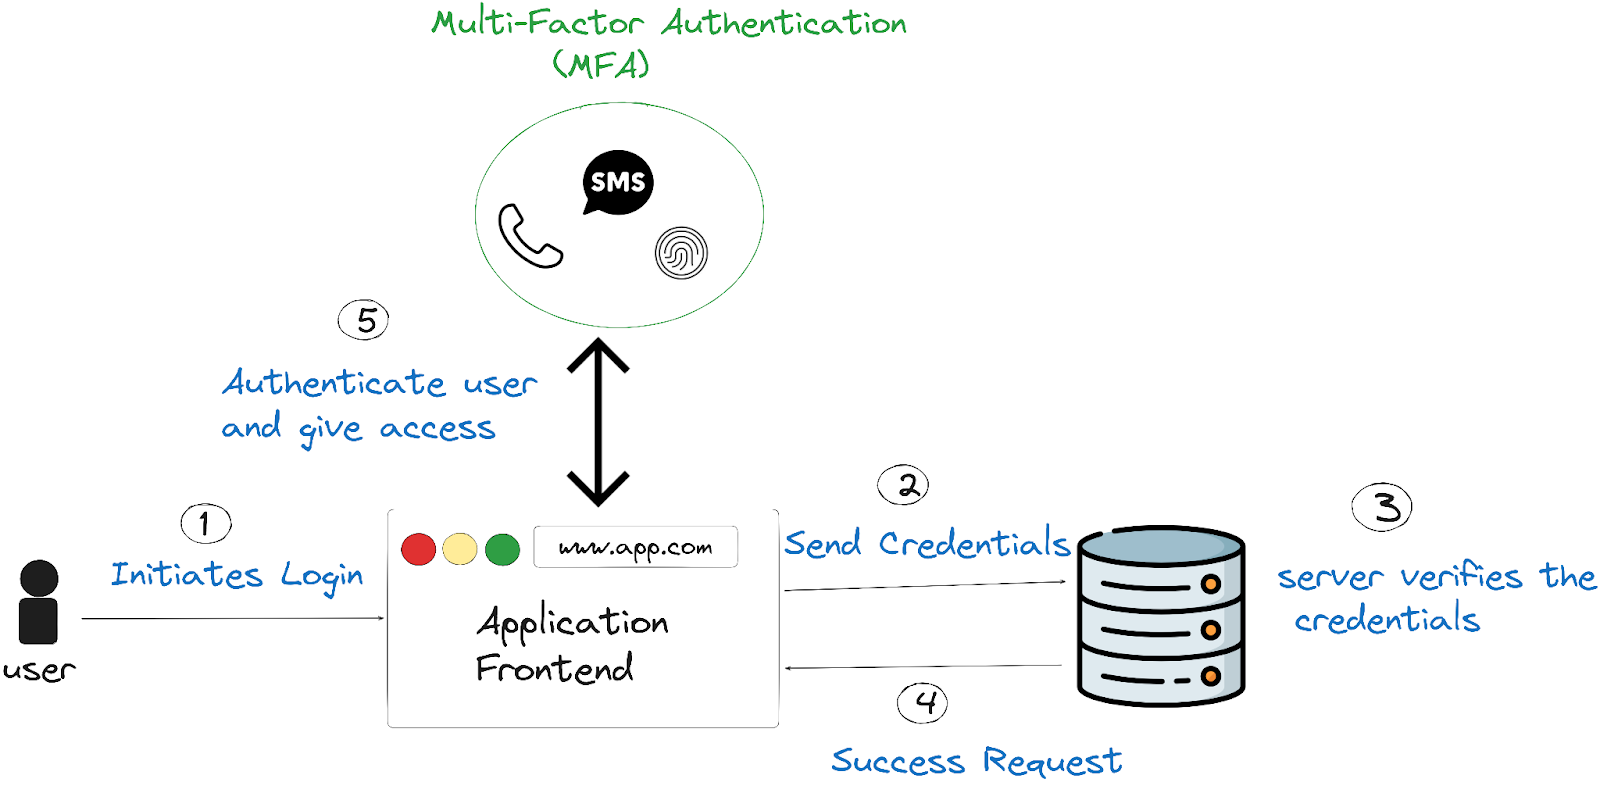 Multi-Factor Authentication
(MFA)
SMS
5
Authenticate user
and give access
1
Initiates Login
user
www.app.com
Application
Frontend
2
Send Credentials
3
server verifies the
credentials
4
Success Request